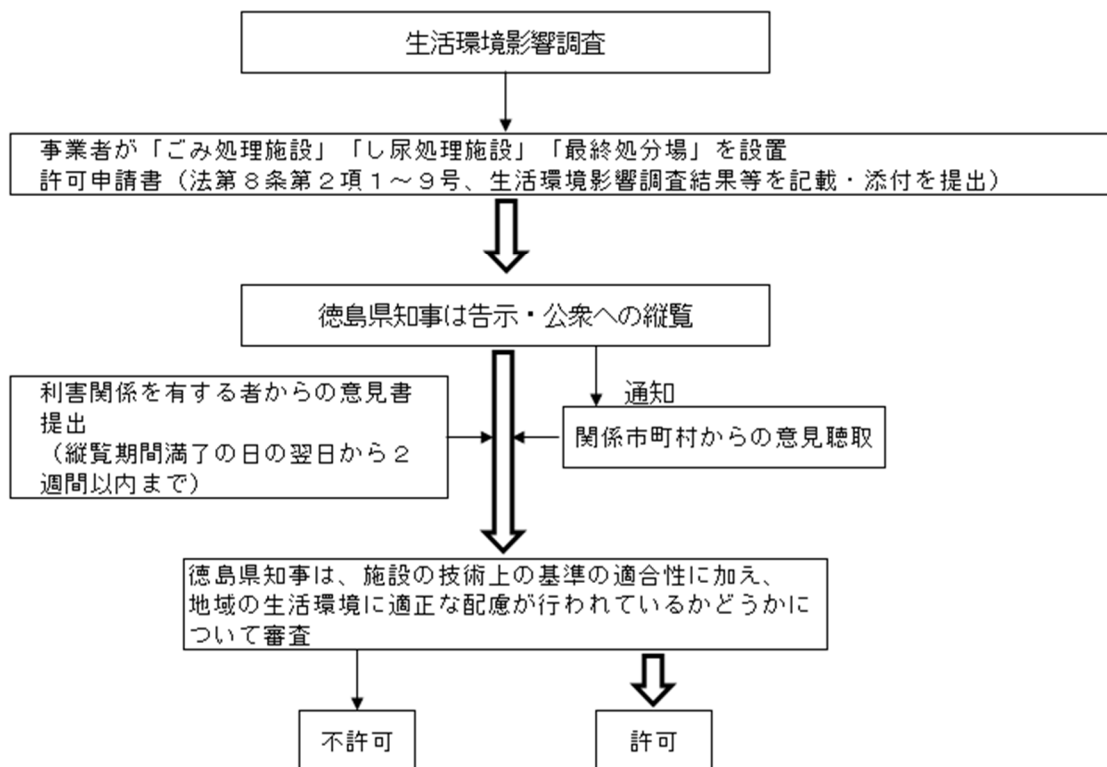 生活環境影響調査
事業者が「ごみ処理施設」「し尿処理施設」「最終処分場」を設置
許可申請書（法第８条第２項１～９号、生活環境影響調査結果等を記載・添付を提出）
徳島県知事は告示・公衆への縦覧
通知
利害関係を有する者からの意見書
提出
（縦覧期間満了の日の翌日から２
週間以内まで）
関係市町村からの意見聴取
徳島県知事は、施設の技術上の基準の適合性に加え、
地域の生活環境に適正な配慮が行われているかどうかに
ついて審査
不許可
許可